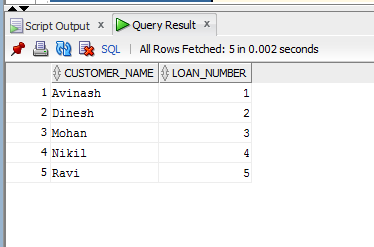 Script Output x Query Result x
SQL | All Rows Fetched: 5 in 0.002 seconds
CUSTOMER_NAME LOAN_NUMBER
1 Avinash 1
2 Dinesh 2
3 Mohan 3
4 Nikil 4
5 Ravi 5